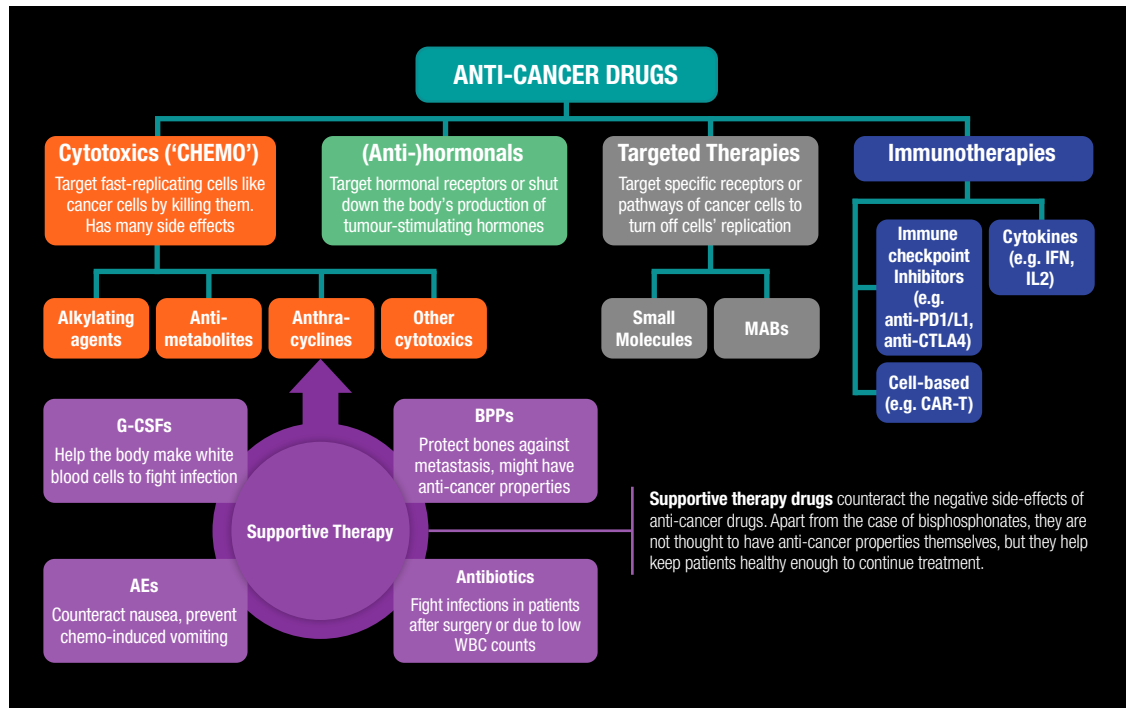 ANTI-CANCER DRUGS
Cytotoxics (‘CHEMO’)
Target fast-replicating cells like
cancer cells by killing them.
Has many side effects
(Anti-)hormonals
Target hormonal receptors or shut
down the body’s production of
tumour-stimulating hormones
Targeted Therapies
Target specific receptors or
pathways of cancer cells to
turn off cells’ replication
Immunotherapies
Alkylating
agents
Anti-
metabolites
Anthra-
cyclines
Other
cytotoxics
Small
Molecules
MABs
Immune
checkpoint
Inhibitors
(e.g.
anti-PD1/L1,
anti-CTLA4)
Cytokines
(e.g. IFN,
IL2)
Cell-based
(e.g. CAR-T)
G-CSFs
Help the body make white
blood cells to fight infection
BPPs
Protect bones against
metastasis, might have
anti-cancer properties
Supportive Therapy
AEs
Counteract nausea, prevent
chemo-induced vomiting
Antibiotics
Fight infections in patients
after surgery or due to low
WBC counts
Supportive therapy drugs counteract the negative side-effects of
anti-cancer drugs. Apart from the case of bisphosphonates, they are
not thought to have anti-cancer properties themselves, but they help
keep patients healthy enough to continue treatment.